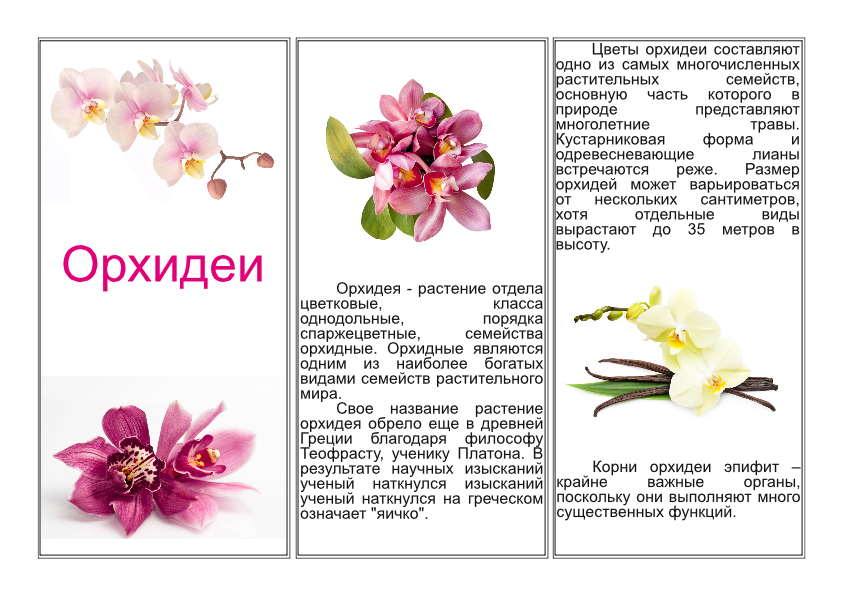 Орхидеи
Орхидея - растение отдела
цветковые, класса
однодольные, порядка
спаржецветные, семейства
орхидные. Орхидные являются
одним из наиболее богатых
видами семейств растительного
мира.
Свое название растение
орхидея обрело еще в древней
Греции благодаря философу
Теофрасту, ученику Платона. В
результате научных изысканий
ученый наткнулся изысканий
ученый наткнулся на греческом
означает "яичко".
Цветы орхидеи составляют
одно из самых многочисленных
растительных семейств,
основную часть которого в
природе представляют
многолетние травы.
Кустарниковая форма и
одревесневающие лианы
встречаются реже. Размер
орхидей может варьироваться
от нескольких сантиметров,
хотя отдельные виды
вырастают до 35 метров в
высоту.
Корни орхидеи эпифит –
крайне важные органы,
поскольку они выполняют много
существенных функций.